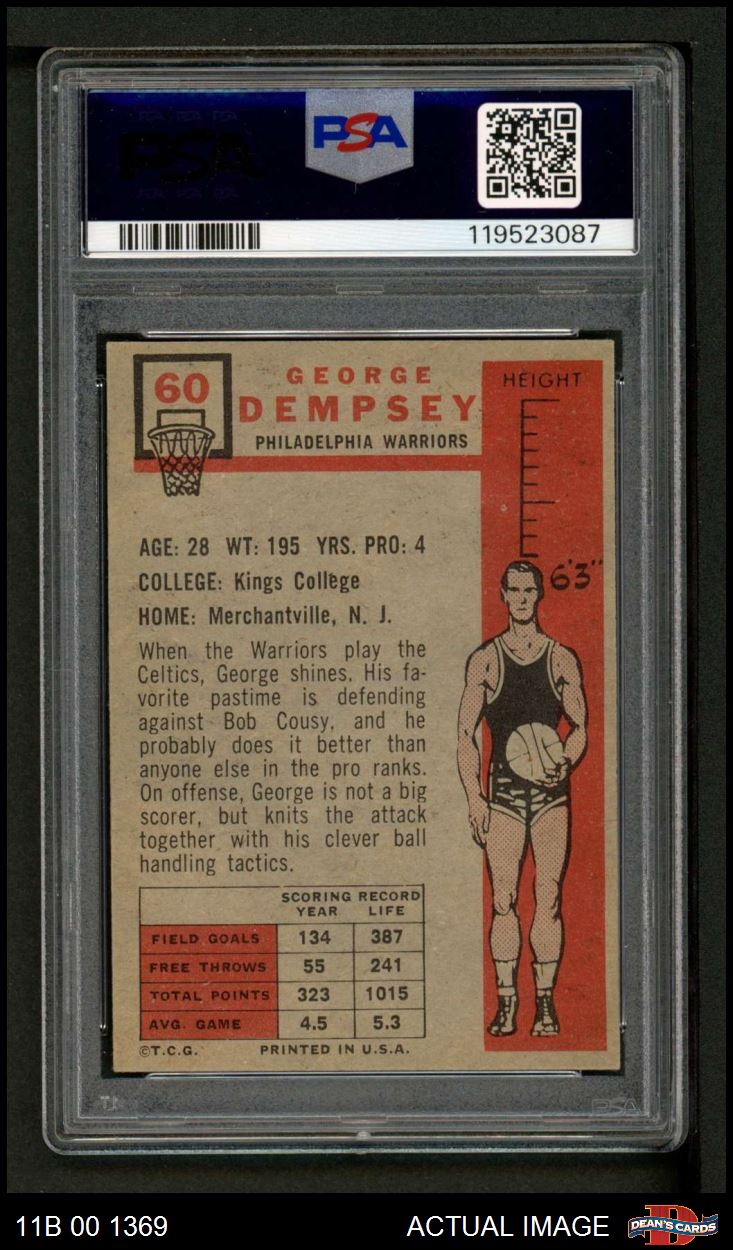 PSA
PSA
119523087
60
GEORGE
DEMPSEY
PHILADELPHIA WARRIORS
HEIGHT
6'3"
AGE: 28 WT: 195 YRS. PRO: 4
COLLEGE: Kings College
HOME: Merchantville, N. J.
When the Warriors play the
Celtics, George shines. His fa-
vorite pastime is defending
against Bob Cousy, and he
probably does it better than
anyone else in the pro ranks.
On offense, George is not a big
scorer, but knits the attack
together with his clever ball
handling tactics.
SCORING RECORD
YEAR LIFE
FIELD GOALS 134 387
FREE THROWS 55 241
TOTAL POINTS 323 1015
AVG. GAME 4.5 5.3
©T.C.G. PRINTED IN U.S.A.
PSA
11B 00 1369 ACTUAL IMAGE DEAN'S CARDS